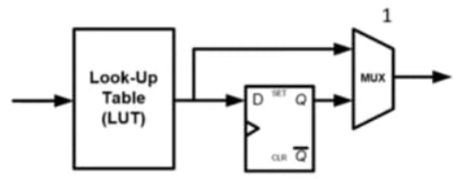 1
Look-Up
Table
(LUT)
D SET Q
CLR Q̅
MUX